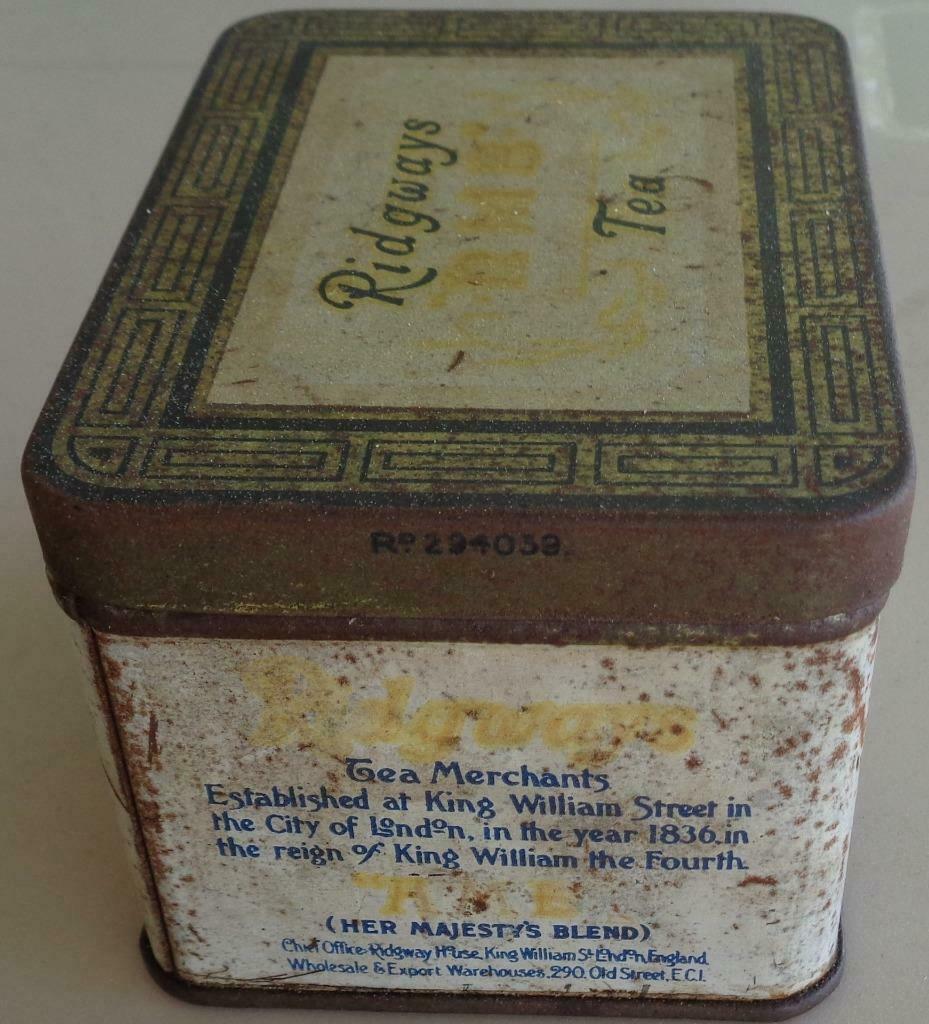 Ridgways
H.M.B.
Tea
Rº 294039.
Ridgways
Tea Merchants
Established at King William Street in
the City of London, in the year 1836, in
the reign of King William the Fourth
"H.M.B."
(HER MAJESTY'S BLEND)
Chief Office-Ridgway House, King William St London, England.
Wholesale & Export Warehouses, 290, Old Street, E.C.1.